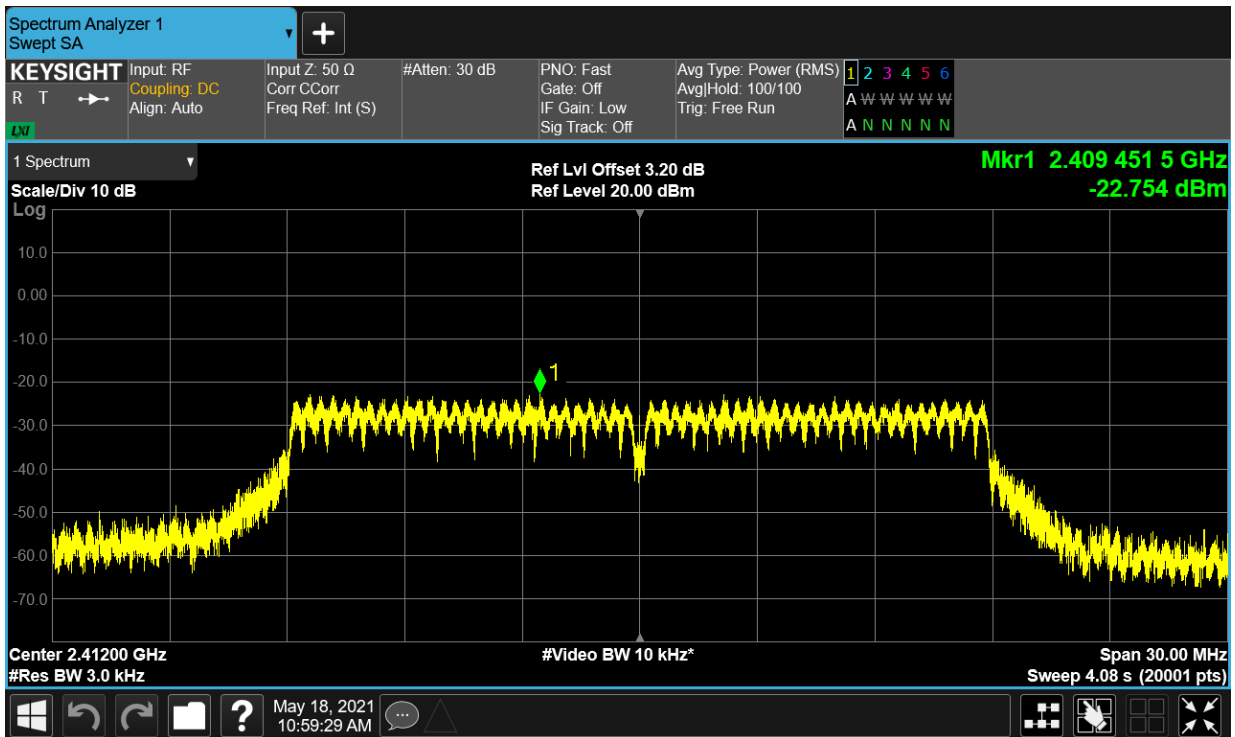 Spectrum Analyzer 1
Swept SA
+
KEYSIGHT
R T
LXI
Input: RF
Coupling: DC
Align: Auto
Input Z: 50 Ω
Corr CCorr
Freq Ref: Int (S)
#Atten: 30 dB
PNO: Fast
Gate: Off
IF Gain: Low
Sig Track: Off
Avg Type: Power (RMS)
Avg|Hold: 100/100
Trig: Free Run
1 2 3 4 5 6
A W W W W W
A N N N N N
1 Spectrum
Scale/Div 10 dB
Log
Ref Lvl Offset 3.20 dB
Ref Level 20.00 dBm
Mkr1 2.409 451 5 GHz
-22.754 dBm
10.0
0.00
-10.0
-20.0
-30.0
-40.0
-50.0
-60.0
-70.0
1
Center 2.41200 GHz
#Res BW 3.0 kHz
#Video BW 10 kHz*
Span 30.00 MHz
Sweep 4.08 s (20001 pts)
?
May 18, 2021
10:59:29 AM